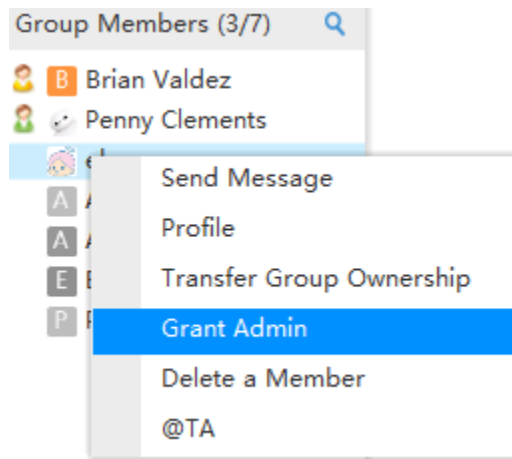 Group Members (3/7)
B Brian Valdez
Penny Clements
A
A
E
P
Send Message
Profile
Transfer Group Ownership
Grant Admin
Delete a Member
@TA